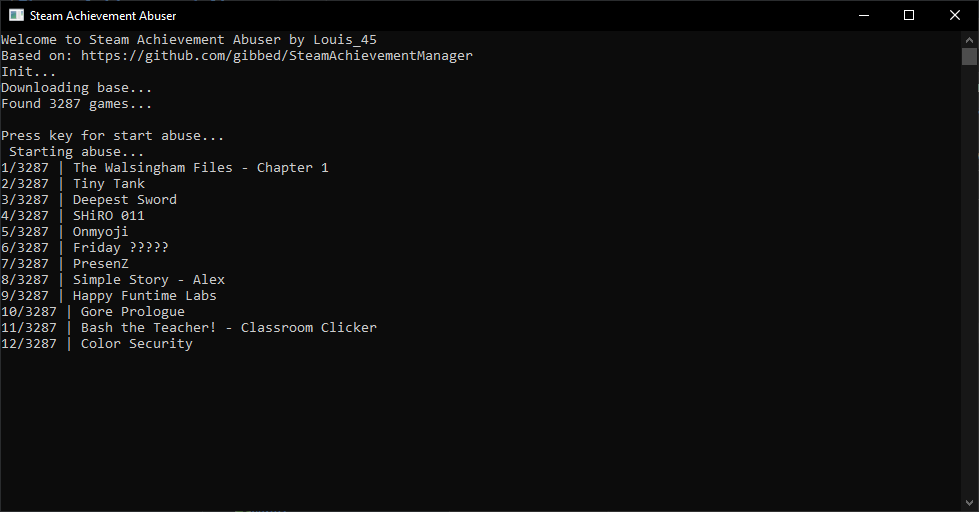 Steam Achievement Abuser
Welcome to Steam Achievement Abuser by Louis_45
Based on: https://github.com/gibbed/SteamAchievementManager
Init...
Downloading base...
Found 3287 games...
Press key for start abuse...
Starting abuse...
1/3287 | The Walsingham Files - Chapter 1
2/3287 | Tiny Tank
3/3287 | Deepest Sword
4/3287 | SHiRO 011
5/3287 | Onmyoji
6/3287 | Friday ?????
7/3287 | PresenZ
8/3287 | Simple Story - Alex
9/3287 | Happy Funtime Labs
10/3287 | Gore Prologue
11/3287 | Bash the Teacher! - Classroom Clicker
12/3287 | Color Security